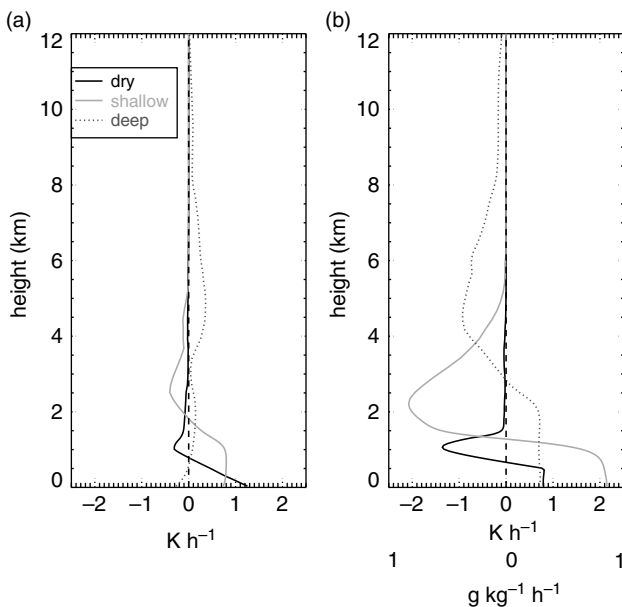 (a)
(b)
12
10
8
6
4
2
0
height (km)
dry
shallow
deep
−2 −1 0 1 2
K h⁻¹
12
10
8
6
4
2
0
height (km)
−2 −1 0 1 2
K h⁻¹
1 0 1
g kg⁻¹ h⁻¹